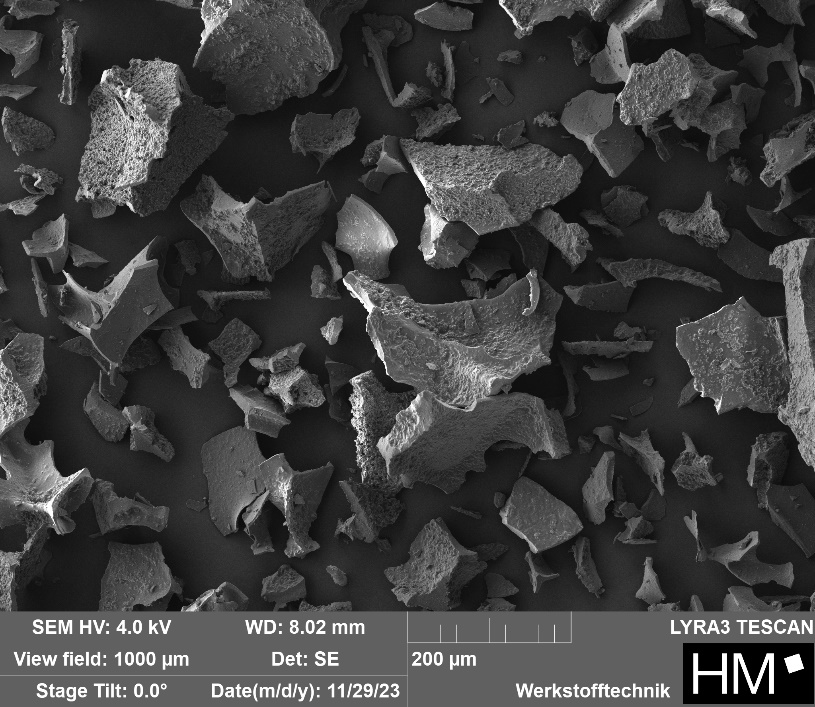 SEM HV: 4.0 kV
WD: 8.02 mm
LYRA3 TESCAN
View field: 1000 µm
Det: SE
200 µm
Stage Tilt: 0.0°
Date(m/d/y): 11/29/23
Werkstofftechnik
HM